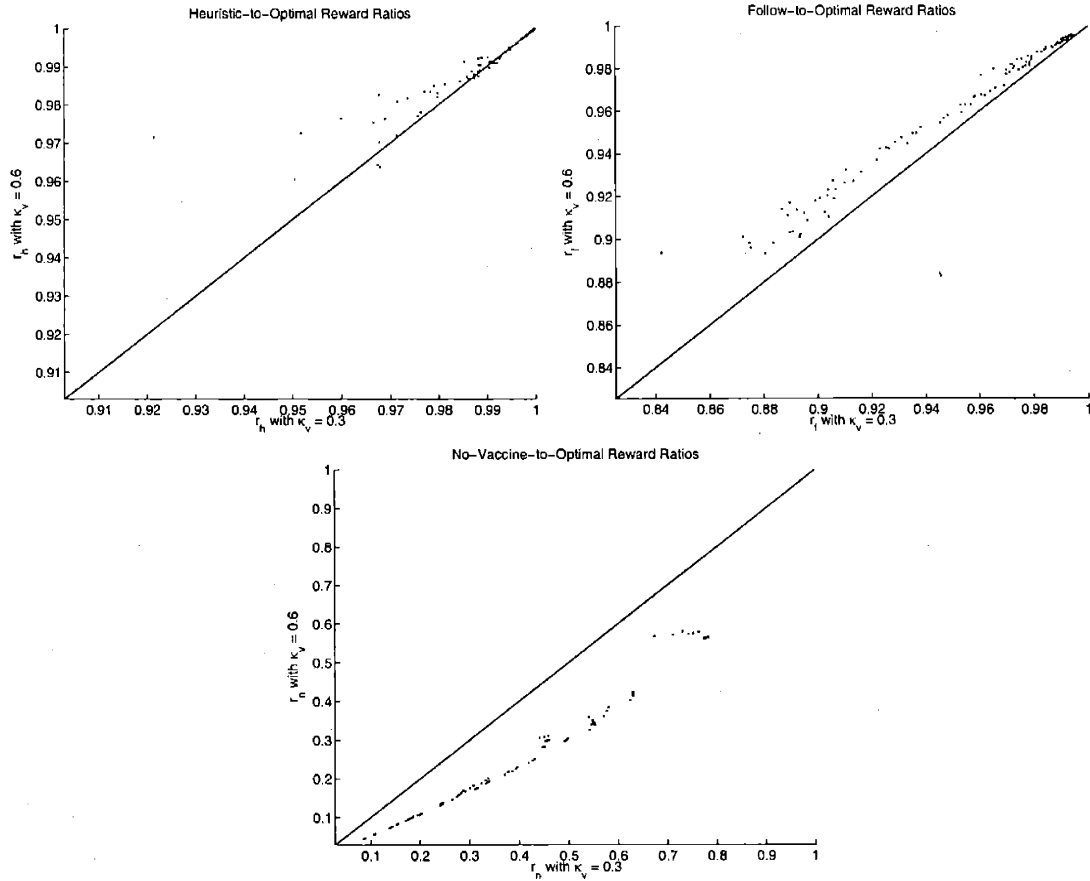 Heuristic−to−Optimal Reward Ratios
1
0.99
0.98
0.97
0.96
0.95
0.94
0.93
0.92
0.91
r_h with κ_v = 0.6
0.91 0.92 0.93 0.94 0.95 0.96 0.97 0.98 0.99 1
r_h with κ_v = 0.3
Follow−to−Optimal Reward Ratios
1
0.98
0.96
0.94
0.92
0.9
0.88
0.86
0.84
r_f with κ_v = 0.6
0.84 0.86 0.88 0.9 0.92 0.94 0.96 0.98 1
r_f with κ_v = 0.3
No−Vaccine−to−Optimal Reward Ratios
1
0.9
0.8
0.7
0.6
0.5
0.4
0.3
0.2
0.1
r_n with κ_v = 0.6
0.1 0.2 0.3 0.4 0.5 0.6 0.7 0.8 0.9 1
r_n with κ_v = 0.3